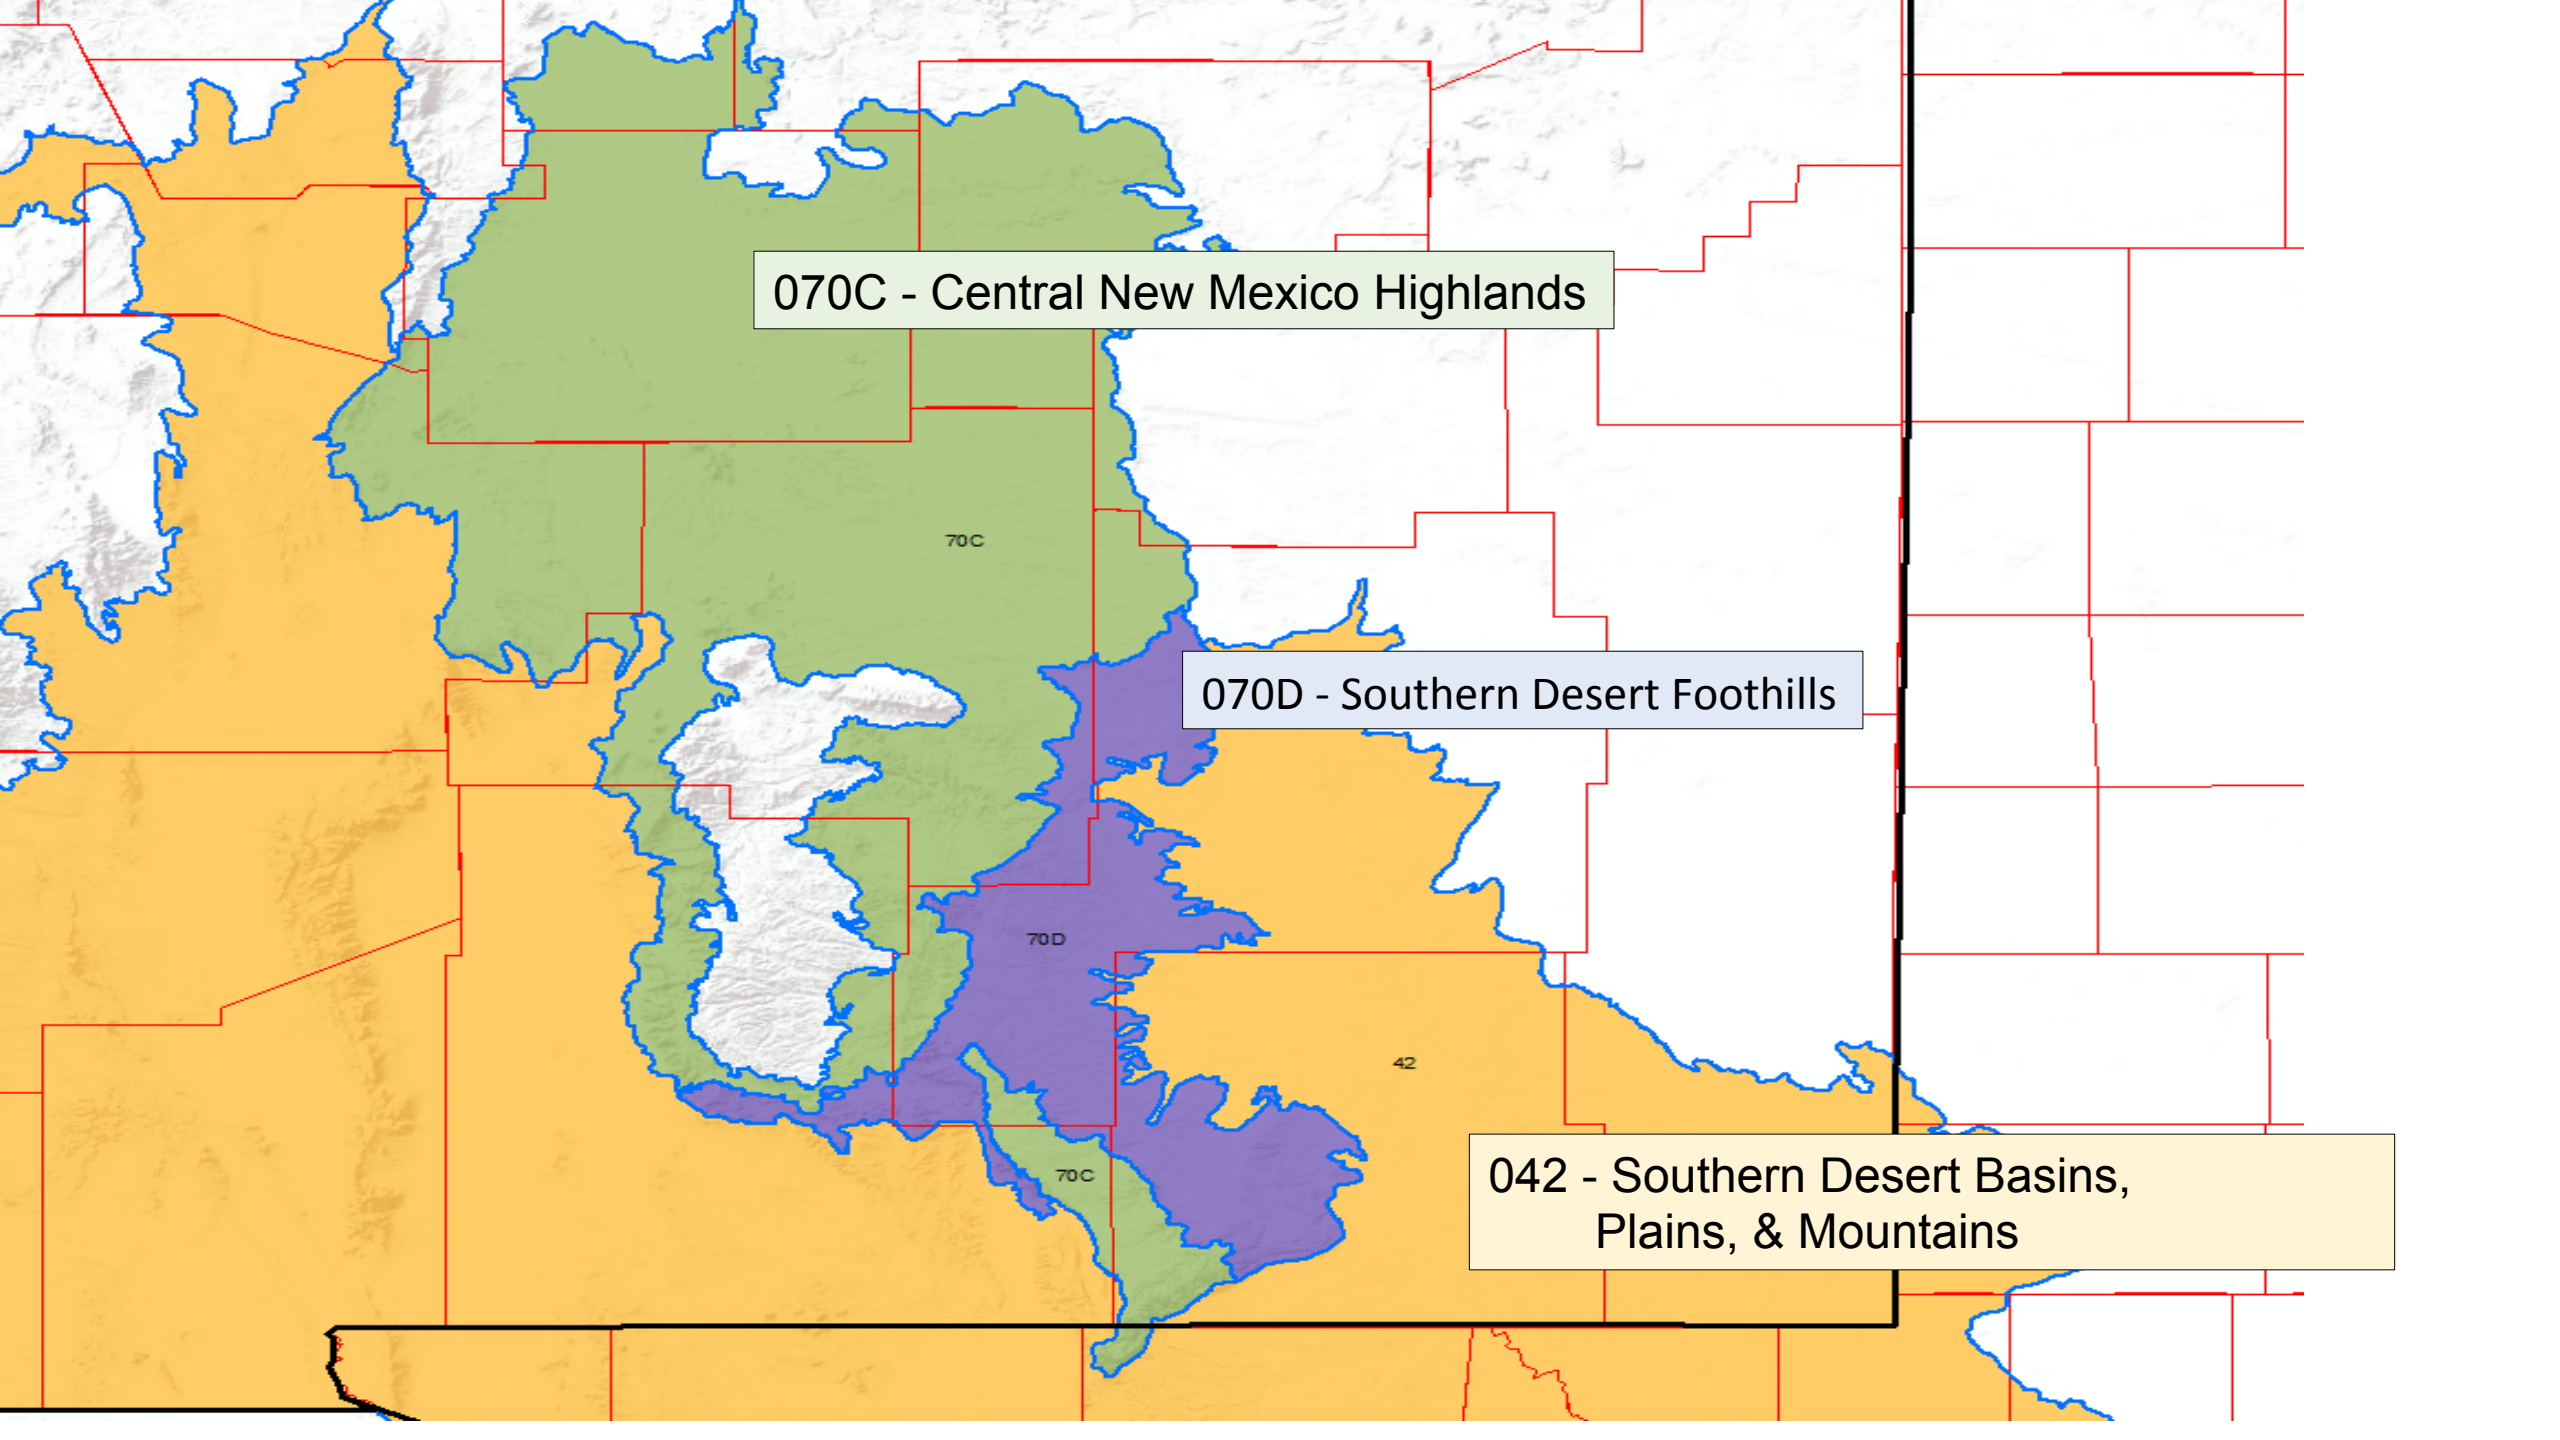 070C - Central New Mexico Highlands
70C
070D - Southern Desert Foothills
70D
42
70C
042 - Southern Desert Basins,
Plains, & Mountains